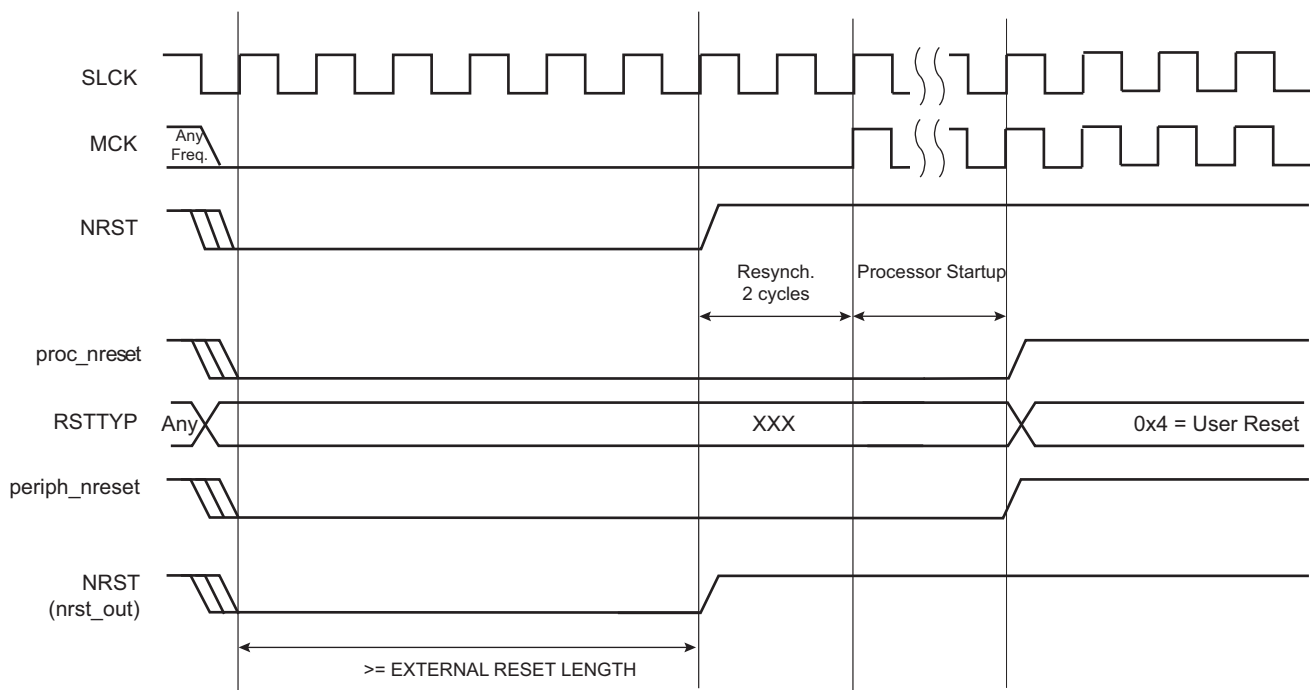 SLCK
MCK
Any
Freq.
NRST
Resynch.
2 cycles
Processor Startup
proc_nreset
RSTTYP
Any
XXX
0x4 = User Reset
periph_nreset
NRST
(nrst_out)
>= EXTERNAL RESET LENGTH